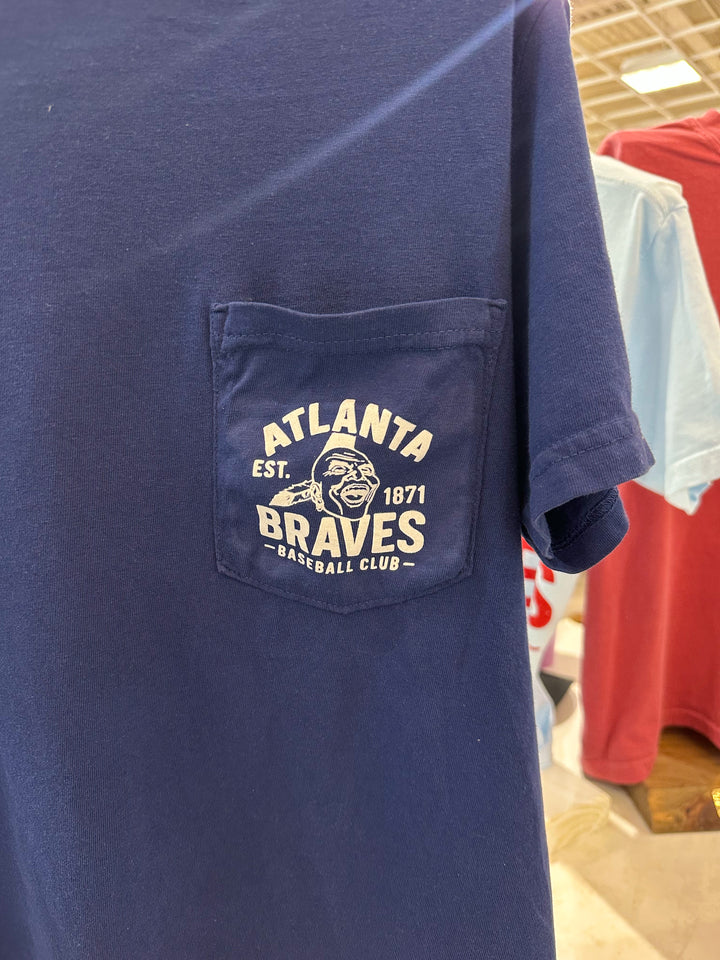 ATLANTA
EST. 1871
BRAVES
-BASEBALL CLUB-